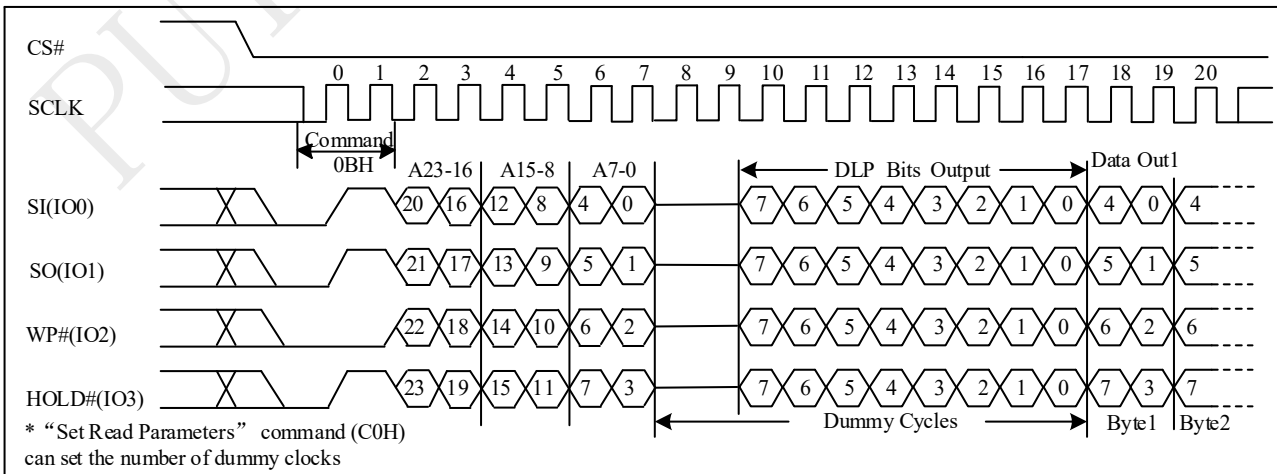 PUY
CS#
0 1 2 3 4 5 6 7 8 9 10 11 12 13 14 15 16 17 18 19 20
SCLK
Command
0BH
A23-16 A15-8 A7-0 DLP Bits Output Data Out1
SI(IO0) 20 16 12 8 4 0 7 6 5 4 3 2 1 0 4 0 4
SO(IO1) 21 17 13 9 5 1 7 6 5 4 3 2 1 0 5 1 5
WP#(IO2) 22 18 14 10 6 2 7 6 5 4 3 2 1 0 6 2 6
HOLD#(IO3) 23 19 15 11 7 3 7 6 5 4 3 2 1 0 7 3 7
Dummy Cycles Byte1 Byte2
* “Set Read Parameters” command (C0H)
can set the number of dummy clocks